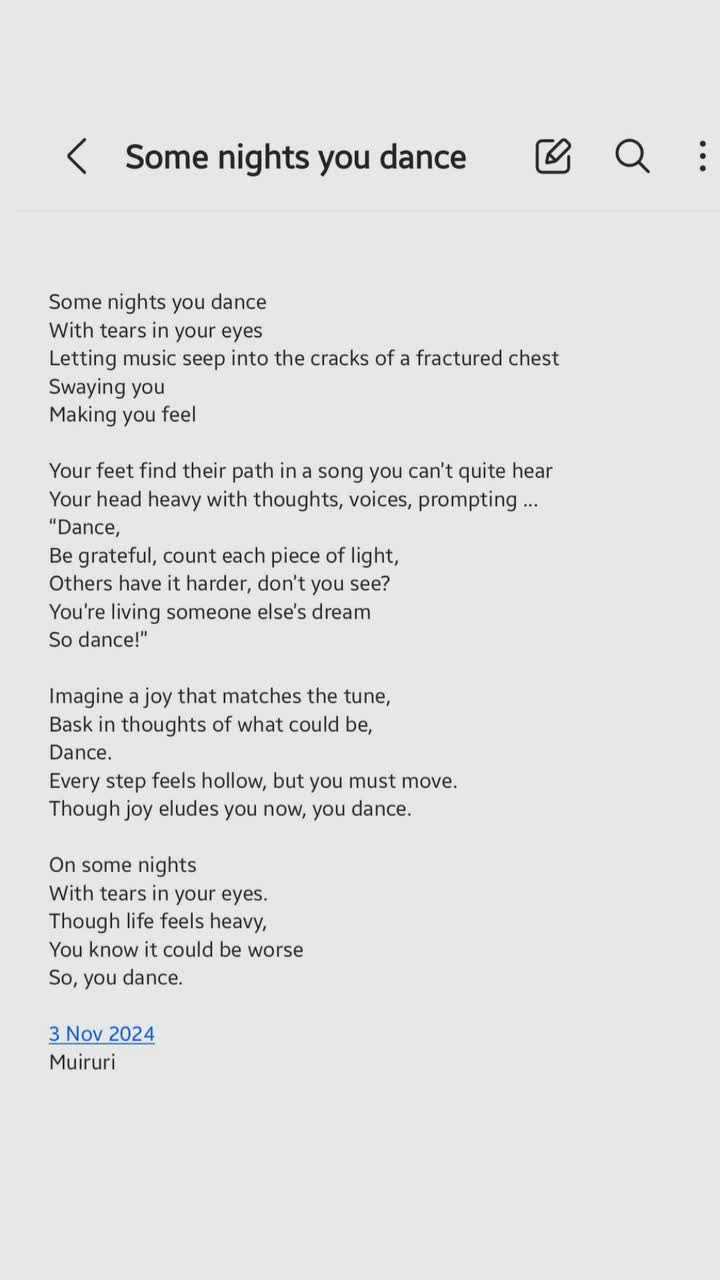 Some nights you dance
Some nights you dance
With tears in your eyes
Letting music seep into the cracks of a fractured chest
Swaying you
Making you feel
Your feet find their path in a song you can't quite hear
Your head heavy with thoughts, voices, prompting ...
“Dance,
Be grateful, count each piece of light,
Others have it harder, don't you see?
You're living someone else's dream
So dance!”
Imagine a joy that matches the tune,
Bask in thoughts of what could be,
Dance.
Every step feels hollow, but you must move.
Though joy eludes you now, you dance.
On some nights
With tears in your eyes.
Though life feels heavy,
You know it could be worse
So, you dance.
3 Nov 2024
Muiruri